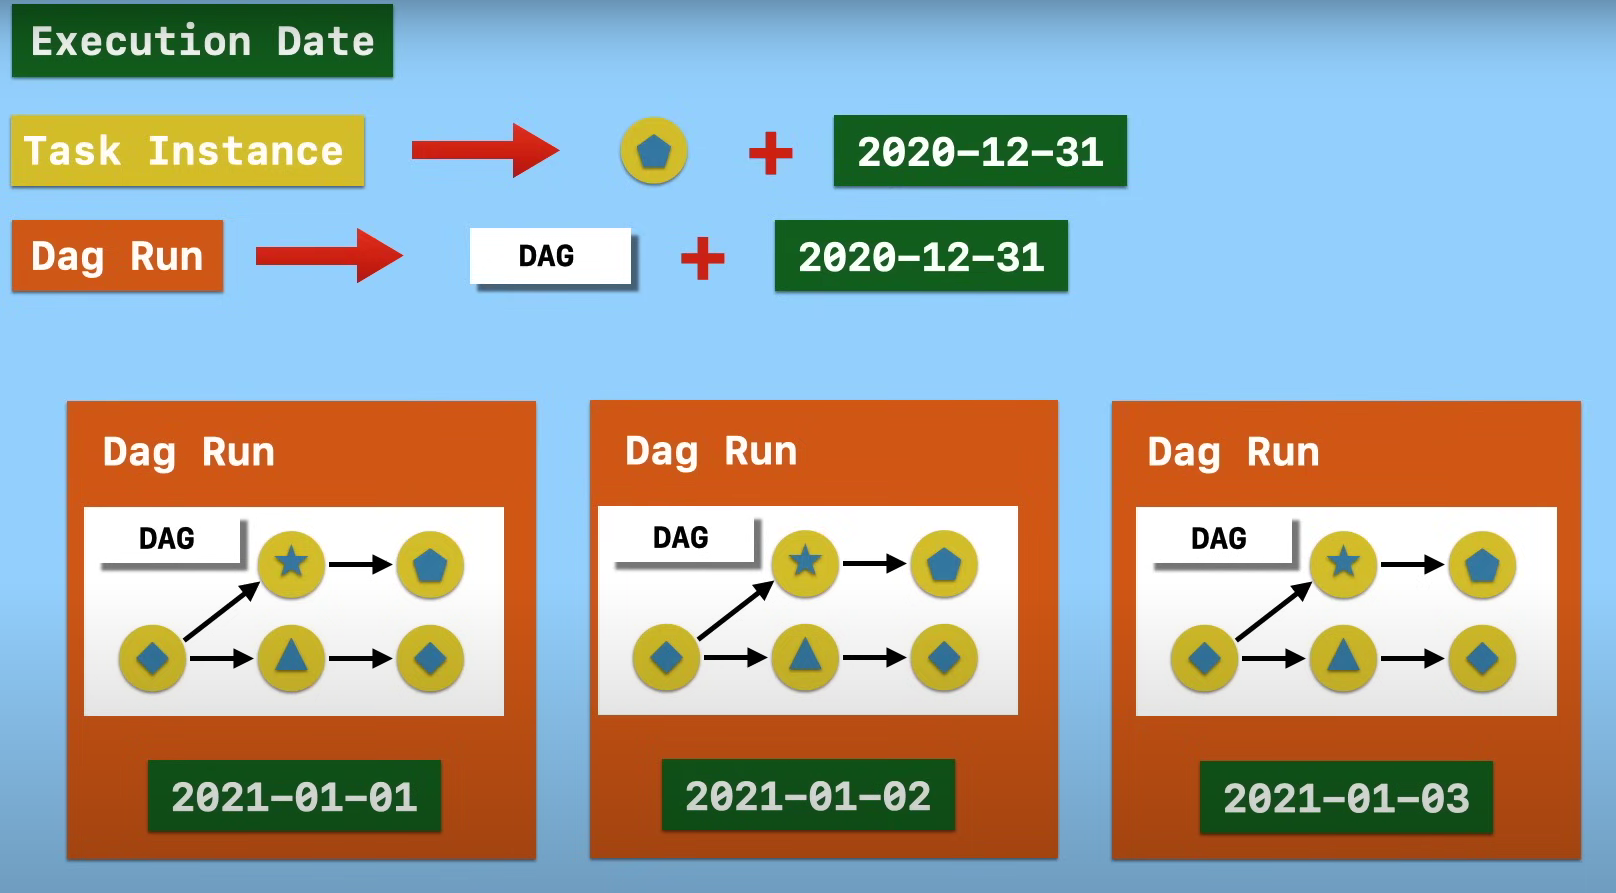 Execution Date
Task Instance + 2020-12-31
Dag Run DAG + 2020-12-31
Dag Run
DAG
2021-01-01
Dag Run
DAG
2021-01-02
Dag Run
DAG
2021-01-03